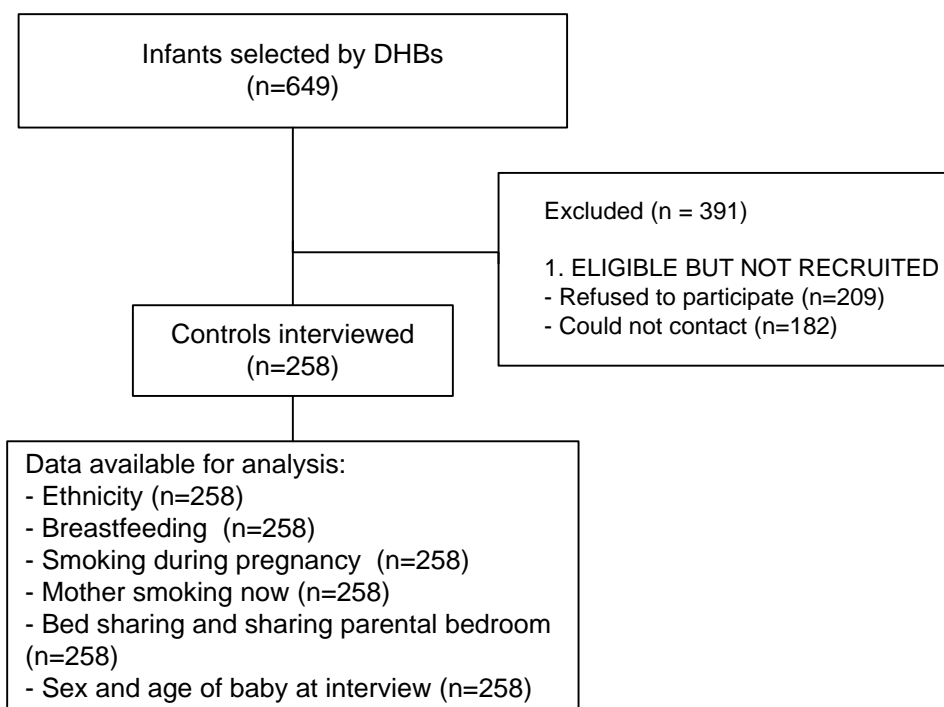 Infants selected by DHBs
(n=649)
Excluded (n = 391)
1. ELIGIBLE BUT NOT RECRUITED
- Refused to participate (n=209)
- Could not contact (n=182)
Controls interviewed
(n=258)
Data available for analysis:
- Ethnicity (n=258)
- Breastfeeding  (n=258)
- Smoking during pregnancy  (n=258)
- Mother smoking now (n=258)
- Bed sharing and sharing parental bedroom
(n=258)
- Sex and age of baby at interview (n=258)